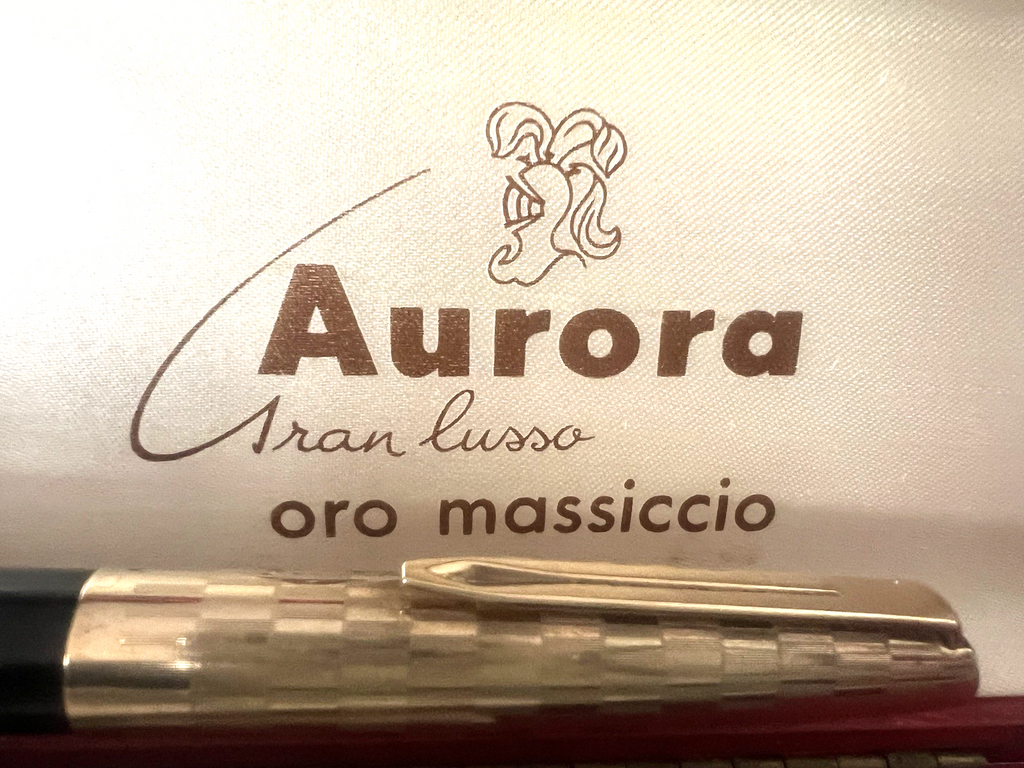 Aurora
Gran lusso
oro massiccio